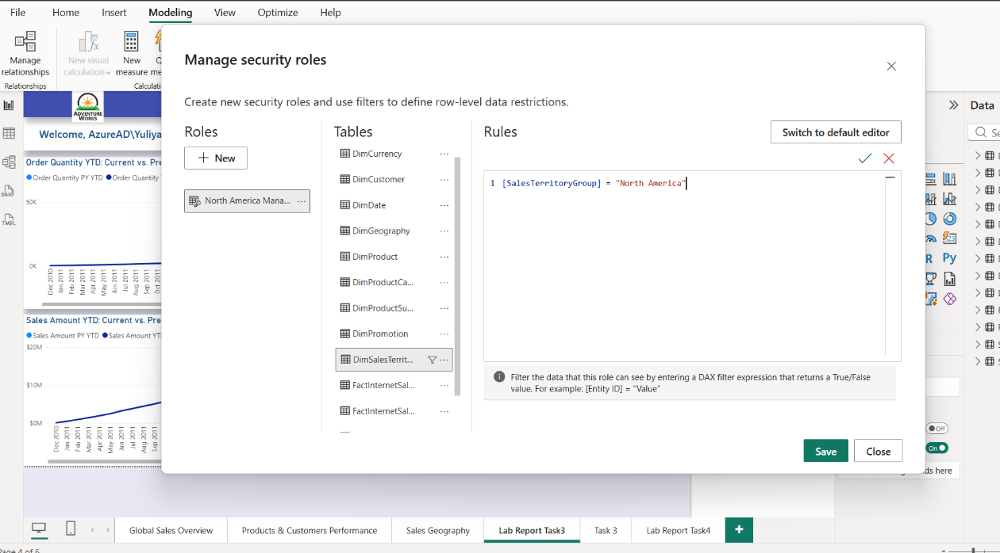 File Home Insert Modeling View Optimize Help
Manage relationships
New visual calculation
New measure
Relationships
Manage security roles
Create new security roles and use filters to define row-level data restrictions.
Roles
+ New
North America Mana...
Tables
DimCurrency
DimCustomer
DimDate
DimGeography
DimProduct
DimProductCa...
DimProductSu...
DimPromotion
DimSalesTerrit...
FactInternetSal...
FactInternetSal...
Rules
Switch to default editor
1 [SalesTerritoryGroup] = "North America"
Filter the data that this role can see by entering a DAX filter expression that returns a True/False
value. For example: [Entity ID] = "Value"
Save
Close
ADVENTURE
WORKS
Welcome, AzureAD\Yuliya
Order Quantity YTD: Current vs. Pre
Order Quantity PY YTD Order Quantity
50K
0K
Dec 2010
Jan 2011
Feb 2011
Mar 2011
Apr 2011
May 2011
Jun 2011
Jul 2011
Aug 2011
Sep 2011
Oct 2011
Sales Amount YTD: Current vs. Pre
Sales Amount PY YTD Sales Amount YT
$20M
$10M
$0M
Dec 2010
Jan 2011
Feb 2011
Mar 2011
Apr 2011
May 2011
Jun 2011
Jul 2011
Aug 2011
Sep 2011
DAX
TMDL
Data
R Py
123
Off
On
here
Global Sales Overview
Products & Customers Performance
Sales Geography
Lab Report Task3
Task 3
Lab Report Task4
+
Page 4 of 6